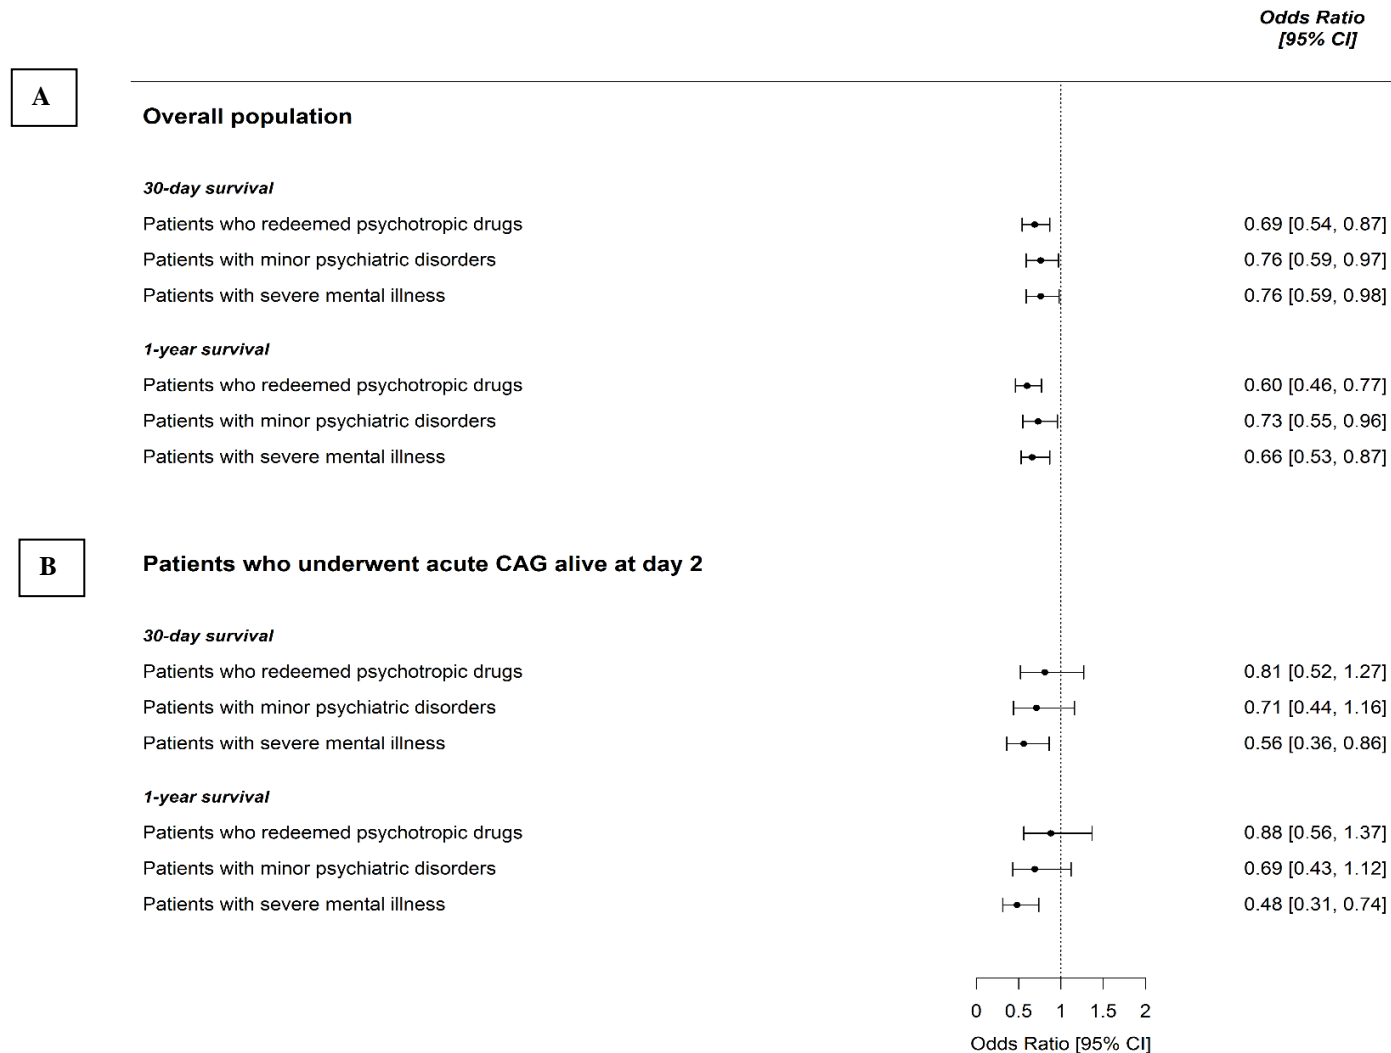 Odds Ratio
[95% CI]
A
Overall population
30-day survival
Patients who redeemed psychotropic drugs 0.69 [0.54, 0.87]
Patients with minor psychiatric disorders 0.76 [0.59, 0.97]
Patients with severe mental illness 0.76 [0.59, 0.98]
1-year survival
Patients who redeemed psychotropic drugs 0.60 [0.46, 0.77]
Patients with minor psychiatric disorders 0.73 [0.55, 0.96]
Patients with severe mental illness 0.66 [0.53, 0.87]
B
Patients who underwent acute CAG alive at day 2
30-day survival
Patients who redeemed psychotropic drugs 0.81 [0.52, 1.27]
Patients with minor psychiatric disorders 0.71 [0.44, 1.16]
Patients with severe mental illness 0.56 [0.36, 0.86]
1-year survival
Patients who redeemed psychotropic drugs 0.88 [0.56, 1.37]
Patients with minor psychiatric disorders 0.69 [0.43, 1.12]
Patients with severe mental illness 0.48 [0.31, 0.74]
0 0.5 1 1.5 2
Odds Ratio [95% CI]